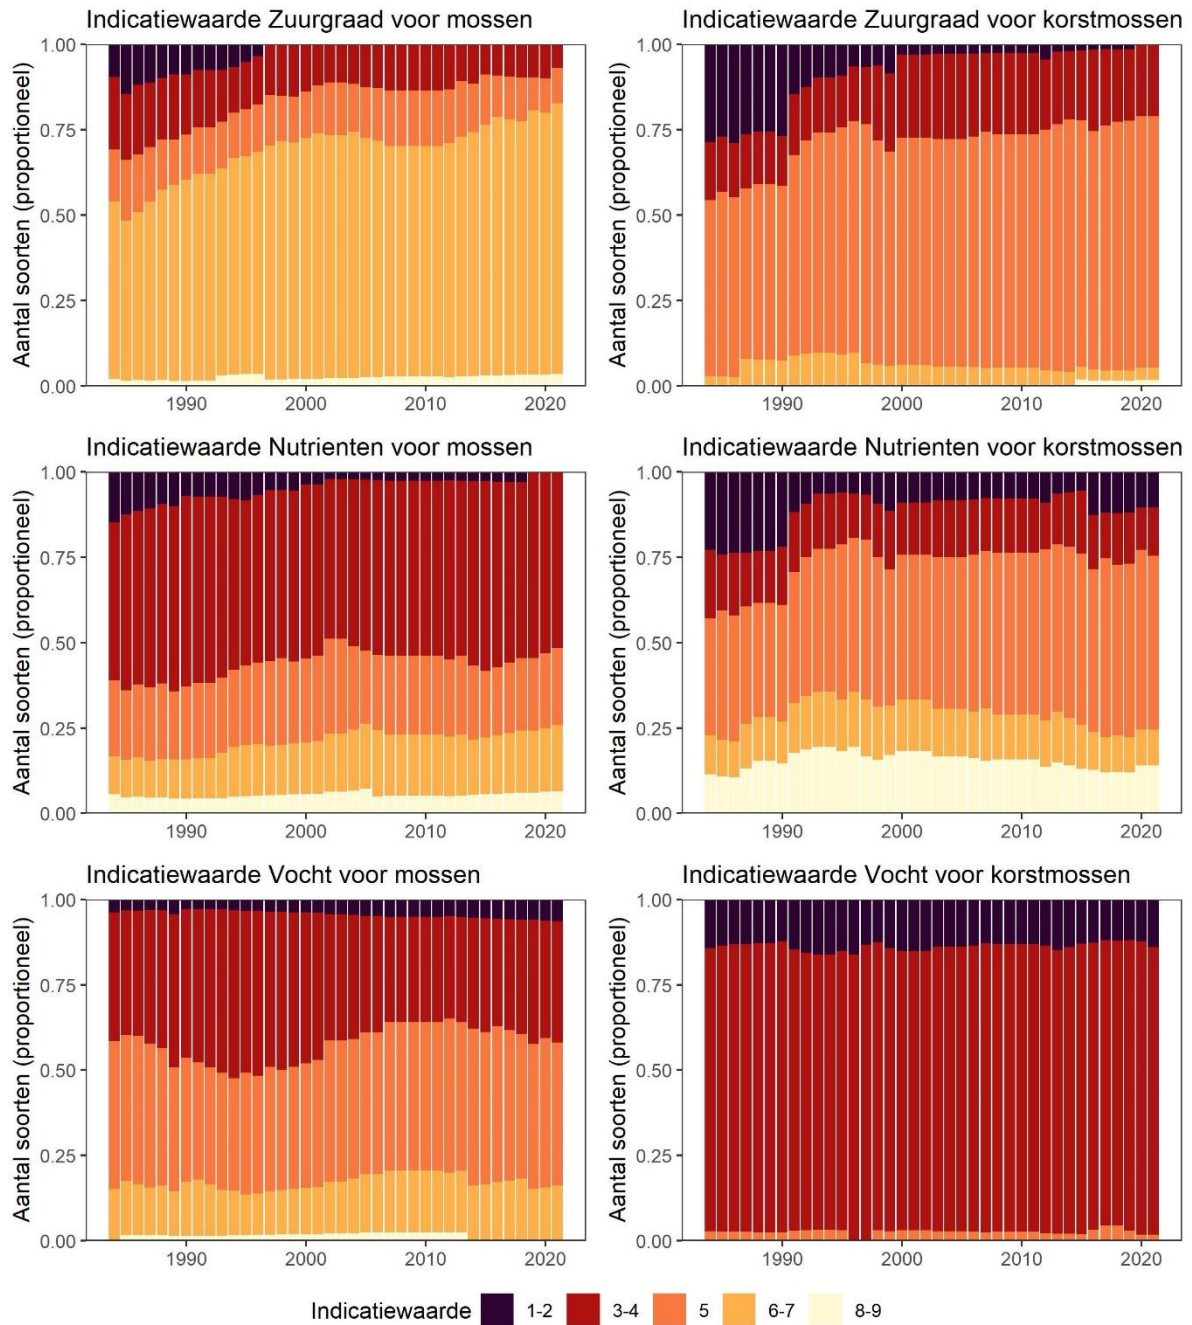 Indicatiewaarde Zuurgraad voor mossen
Aantal soorten (proportioneel)
1.00
0.75
0.50
0.25
0.00
1990 2000 2010 2020
Indicatiewaarde Zuurgraad voor korstmossen
Aantal soorten (proportioneel)
1.00
0.75
0.50
0.25
0.00
1990 2000 2010 2020
Indicatiewaarde Nutrienten voor mossen
Aantal soorten (proportioneel)
1.00
0.75
0.50
0.25
0.00
1990 2000 2010 2020
Indicatiewaarde Nutrienten voor korstmossen
Aantal soorten (proportioneel)
1.00
0.75
0.50
0.25
0.00
1990 2000 2010 2020
Indicatiewaarde Vocht voor mossen
Aantal soorten (proportioneel)
1.00
0.75
0.50
0.25
0.00
1990 2000 2010 2020
Indicatiewaarde Vocht voor korstmossen
Aantal soorten (proportioneel)
1.00
0.75
0.50
0.25
0.00
1990 2000 2010 2020
Indicatiewaarde 1-2 3-4 5 6-7 8-9